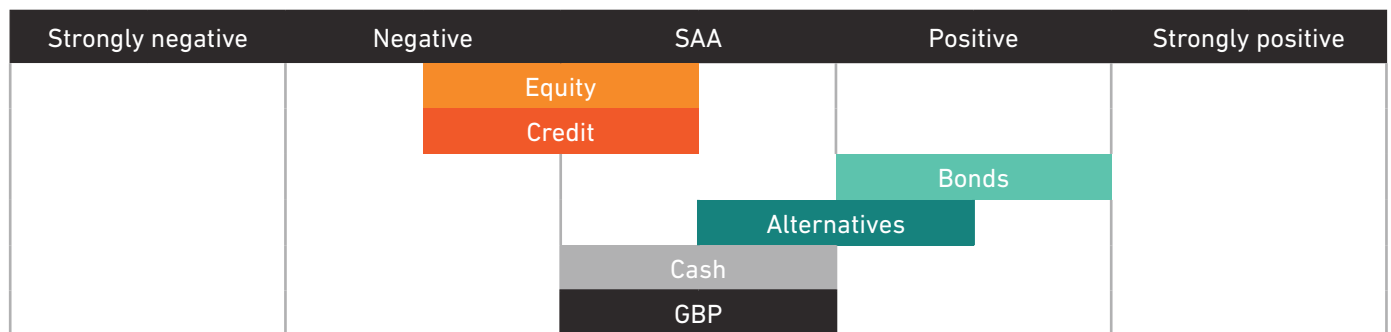 Strongly negative Negative SAA Positive Strongly positive
Equity
Credit
Bonds
Alternatives
Cash
GBP